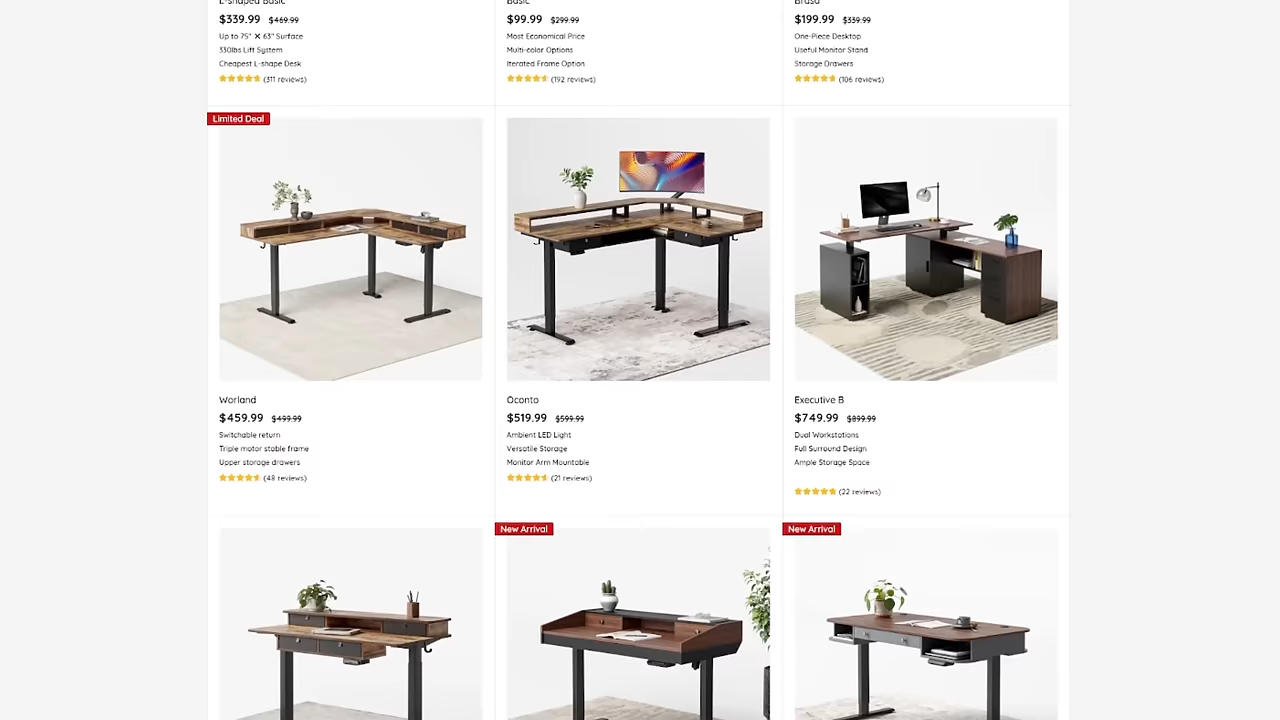 L-shaped Basic
Basic
Brasa
$339.99 $469.99
$99.99 $299.99
$199.99 $339.99
Up to 75" × 63" Surface
Most Economical Price
One-Piece Desktop
330lbs Lift System
Multi-color Options
Useful Monitor Stand
Cheapest L-shape Desk
Iterated Frame Option
Storage Drawers
(311 reviews)
(192 reviews)
(106 reviews)
Limited Deal
Worland
Oconto
Executive B
$459.99 $499.99
$519.99 $599.99
$749.99 $899.99
Switchable return
Ambient LED Light
Dual Workstations
Triple motor stable frame
Versatile Storage
Full Surround Design
Upper storage drawers
Monitor Arm Mountable
Ample Storage Space
(48 reviews)
(21 reviews)
(22 reviews)
New Arrival
New Arrival